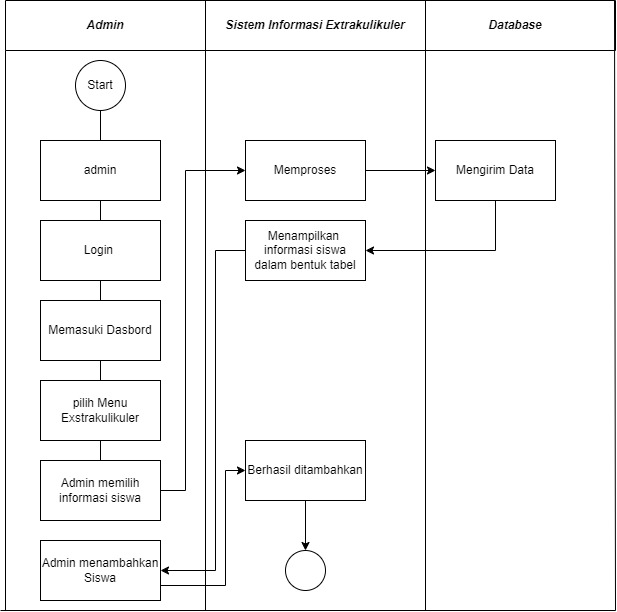 Admin
Sistem Informasi Extrakulikuler
Database
Start
admin
Memproses
Mengirim Data
Login
Menampilkan
informasi siswa
dalam bentuk tabel
Memasuki Dasbord
pilih Menu
Exstrakulikuler
Admin memilih
informasi siswa
Berhasil ditambahkan
Admin menambahkan
Siswa